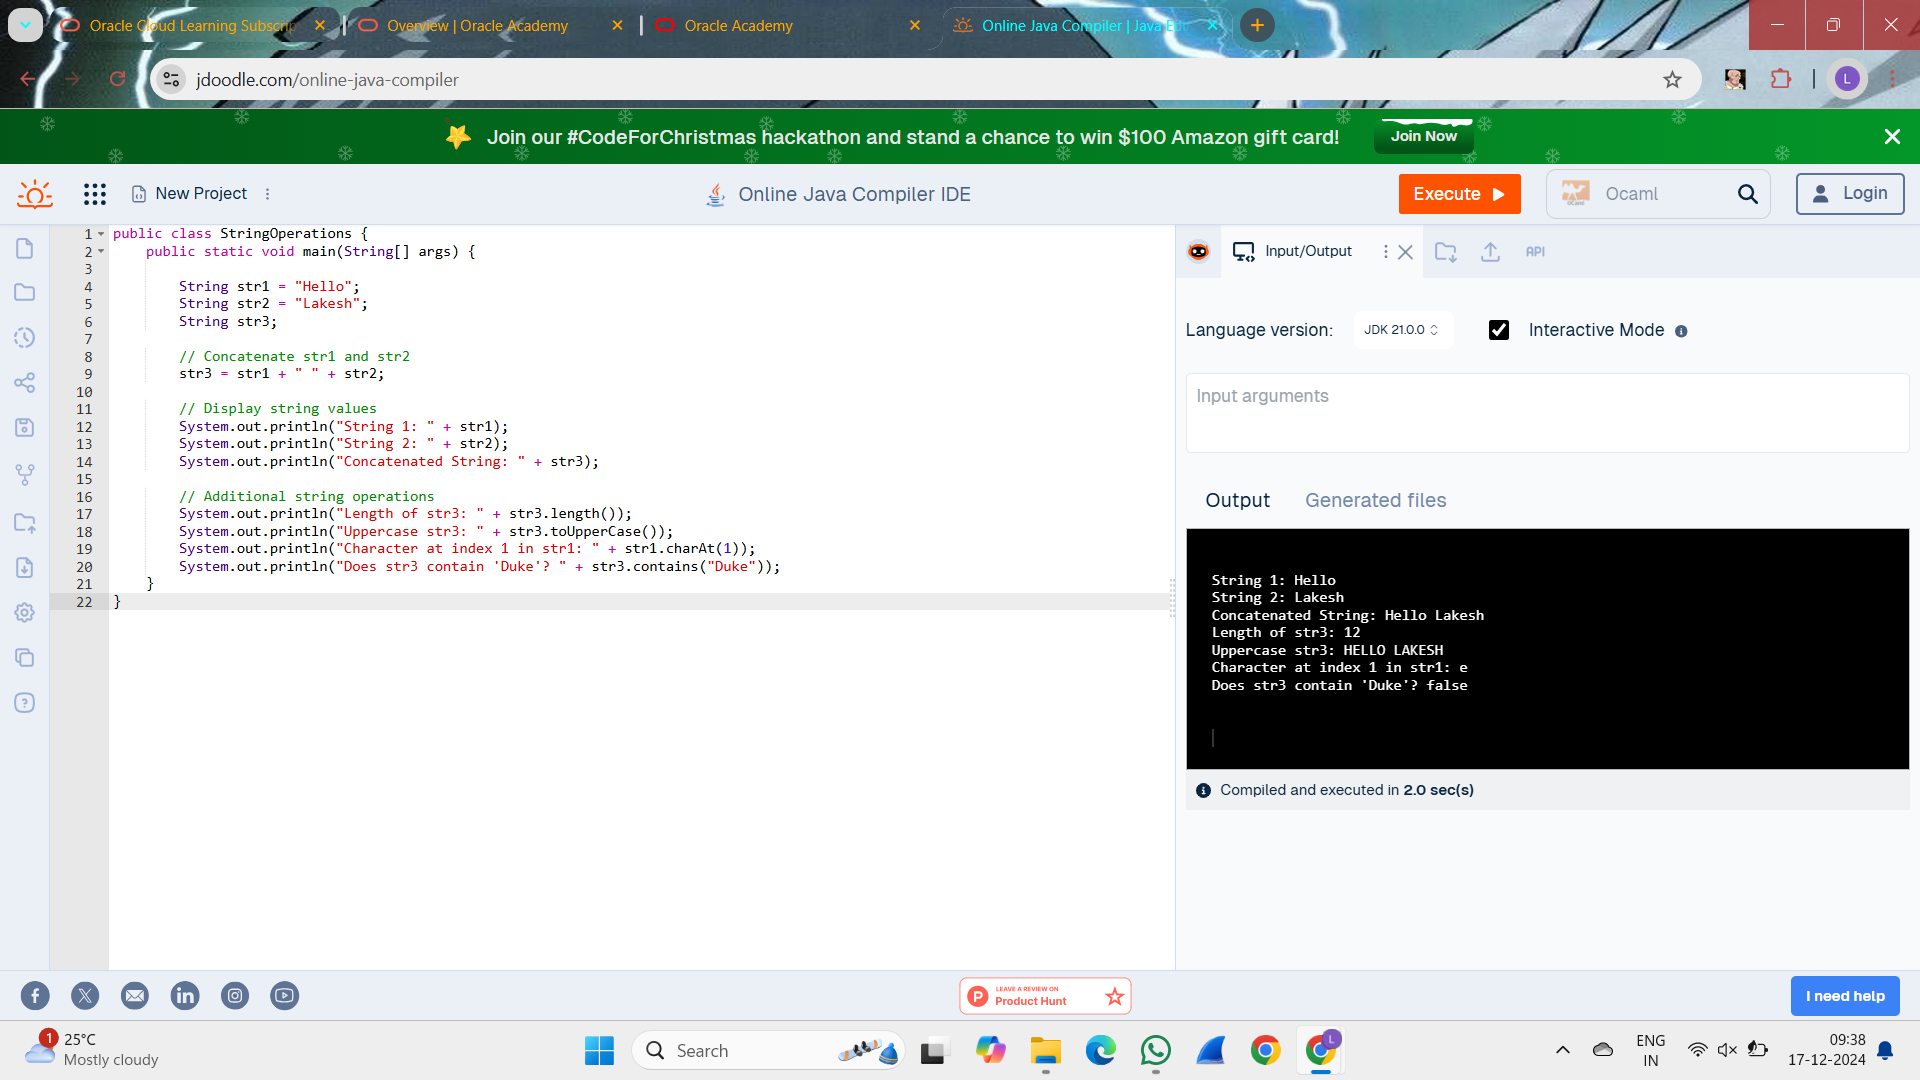 Oracle Cloud Learning Subscrip
Overview | Oracle Academy
Oracle Academy
Online Java Compiler | Java Ed
jdoodle.com/online-java-compiler
L
Join our #CodeForChristmas hackathon and stand a chance to win $100 Amazon gift card!
Join Now
New Project
Online Java Compiler IDE
Execute
Ocaml
Login
1 public class StringOperations {
2 public static void main(String[] args) {
3
4 String str1 = "Hello";
5 String str2 = "Lakesh";
6 String str3;
7
8 // Concatenate str1 and str2
9 str3 = str1 + " " + str2;
10
11 // Display string values
12 System.out.println("String 1: " + str1);
13 System.out.println("String 2: " + str2);
14 System.out.println("Concatenated String: " + str3);
15
16 // Additional string operations
17 System.out.println("Length of str3: " + str3.length());
18 System.out.println("Uppercase str3: " + str3.toUpperCase());
19 System.out.println("Character at index 1 in str1: " + str1.charAt(1));
20 System.out.println("Does str3 contain 'Duke'? " + str3.contains("Duke"));
21 }
22 }
Input/Output
API
Language version:
JDK 21.0.0
Interactive Mode
Input arguments
Output
Generated files
String 1: Hello
String 2: Lakesh
Concatenated String: Hello Lakesh
Length of str3: 12
Uppercase str3: HELLO LAKESH
Character at index 1 in str1: e
Does str3 contain 'Duke'? false
Compiled and executed in 2.0 sec(s)
LEAVE A REVIEW ON
Product Hunt
I need help
1
25°C
Mostly cloudy
Search
L
ENG
IN
09:38
17-12-2024